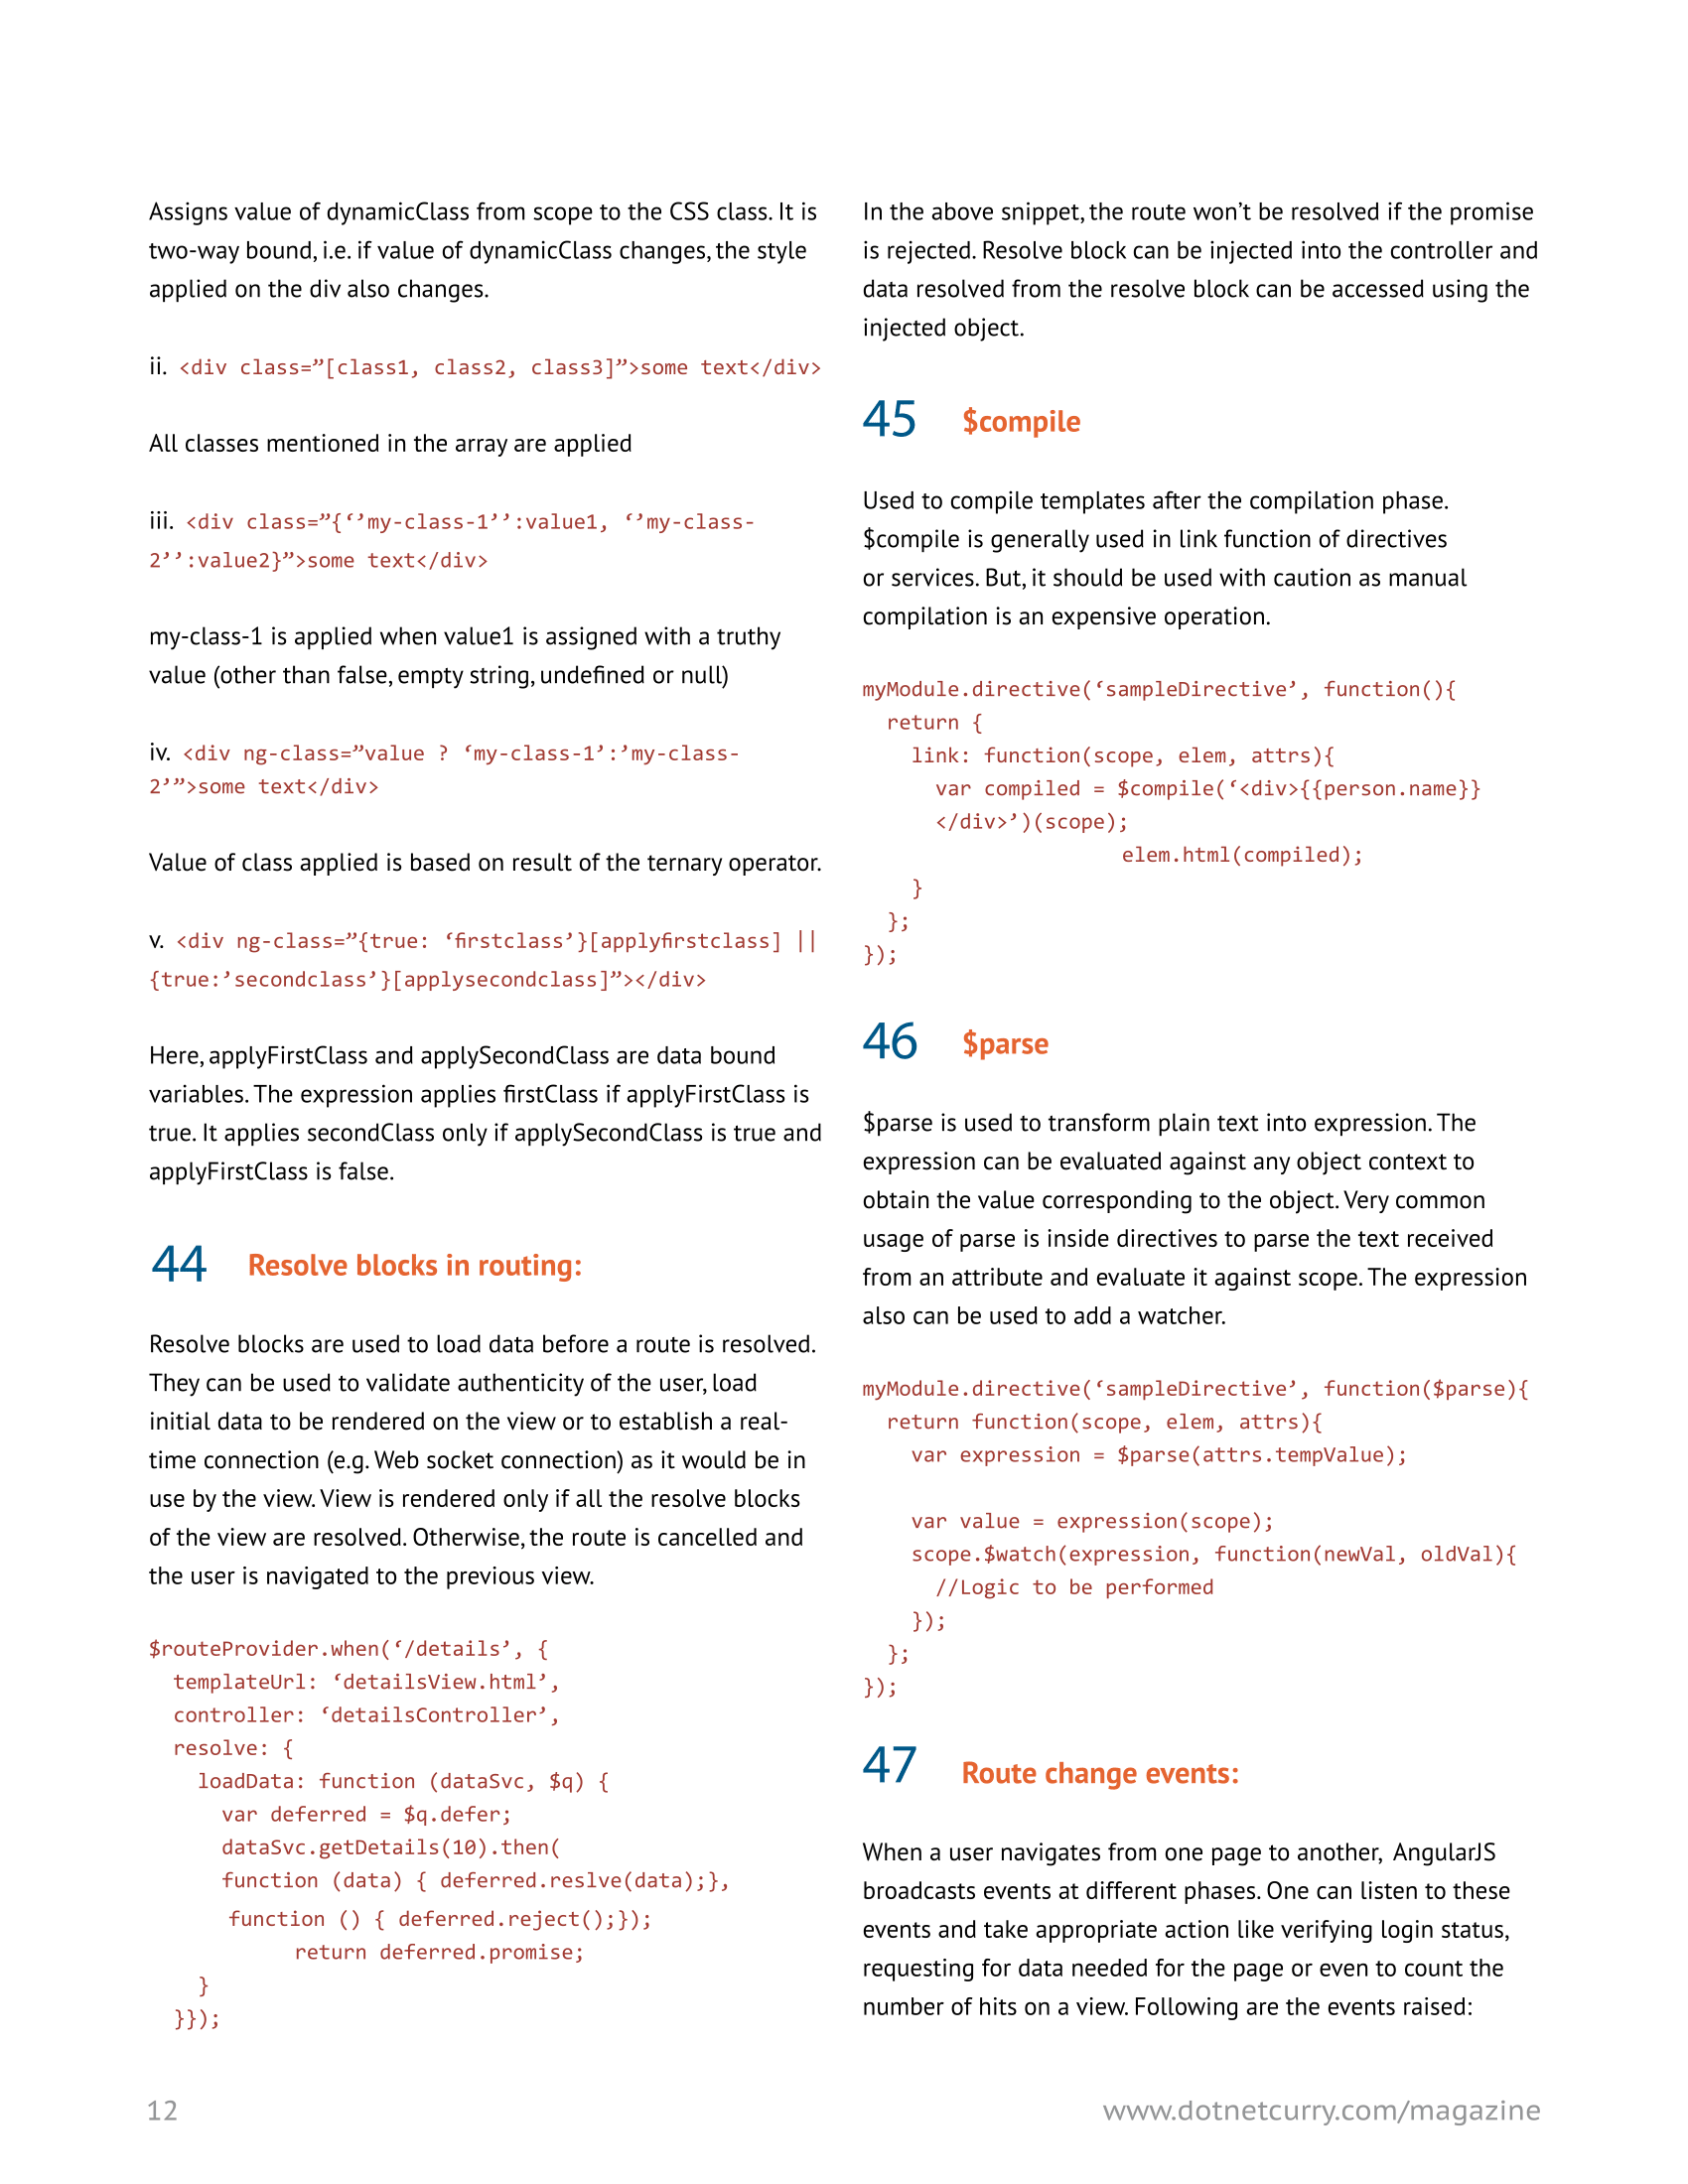 Assigns value of dynamicClass from scope to the CSS class. It is
two-way bound, i.e. if value of dynamicClass changes, the style
applied on the div also changes.
ii. <div class=”[class1, class2, class3]”>some text</div>
All classes mentioned in the array are applied
iii. <div class=”{‘’my-class-1’’:value1, ‘’my-class-
2’’:value2}”>some text</div>
my-class-1 is applied when value1 is assigned with a truthy
value (other than false, empty string, undefined or null)
iv. <div ng-class=”value ? ‘my-class-1’:’my-class-
2’”>some text</div>
Value of class applied is based on result of the ternary operator.
v. <div ng-class=”{true: ‘firstclass’}[applyfirstclass] ||
{true:’secondclass’}[applysecondclass]”></div>
Here, applyFirstClass and applySecondClass are data bound
variables. The expression applies firstClass if applyFirstClass is
true. It applies secondClass only if applySecondClass is true and
applyFirstClass is false.
44 Resolve blocks in routing:
Resolve blocks are used to load data before a route is resolved.
They can be used to validate authenticity of the user, load
initial data to be rendered on the view or to establish a real-
time connection (e.g. Web socket connection) as it would be in
use by the view. View is rendered only if all the resolve blocks
of the view are resolved. Otherwise, the route is cancelled and
the user is navigated to the previous view.
$routeProvider.when(‘/details’, {
  templateUrl: ‘detailsView.html’,
  controller: ‘detailsController’,
  resolve: {
    loadData: function (dataSvc, $q) {
      var deferred = $q.defer;
      dataSvc.getDetails(10).then(
      function (data) { deferred.reslve(data);},
      function () { deferred.reject();});
            return deferred.promise;
    }
  }});
In the above snippet, the route won’t be resolved if the promise
is rejected. Resolve block can be injected into the controller and
data resolved from the resolve block can be accessed using the
injected object.
45 $compile
Used to compile templates after the compilation phase.
$compile is generally used in link function of directives
or services. But, it should be used with caution as manual
compilation is an expensive operation.
myModule.directive(‘sampleDirective’, function(){
  return {
    link: function(scope, elem, attrs){
      var compiled = $compile(‘<div>{{person.name}}
      </div>’)(scope);
                     elem.html(compiled);
    }
  };
});
46 $parse
$parse is used to transform plain text into expression. The
expression can be evaluated against any object context to
obtain the value corresponding to the object. Very common
usage of parse is inside directives to parse the text received
from an attribute and evaluate it against scope. The expression
also can be used to add a watcher.
myModule.directive(‘sampleDirective’, function($parse){
  return function(scope, elem, attrs){
    var expression = $parse(attrs.tempValue);
    var value = expression(scope);
    scope.$watch(expression, function(newVal, oldVal){
      //Logic to be performed
    });
  };
});
47 Route change events:
When a user navigates from one page to another,  AngularJS
broadcasts events at different phases. One can listen to these
events and take appropriate action like verifying login status,
requesting for data needed for the page or even to count the
number of hits on a view. Following are the events raised:
12
www.dotnetcurry.com/magazine